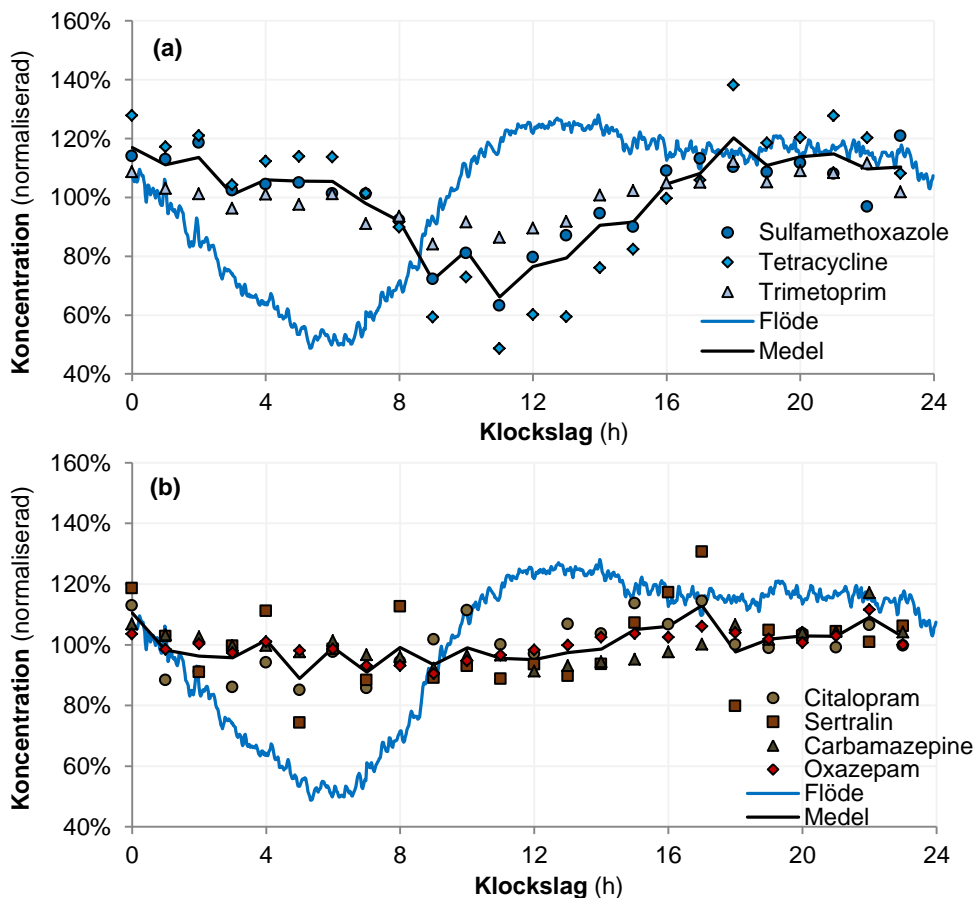 160%
(a)
140%
120%
100%
80%
60%
40%
Koncentration (normaliserad)
Sulfamethoxazole
Tetracycline
Trimetoprim
Flöde
Medel
0 4 8 12 16 20 24
Klockslag (h)
160%
(b)
140%
120%
100%
80%
60%
40%
Koncentration (normaliserad)
Citalopram
Sertralin
Carbamazepine
Oxazepam
Flöde
Medel
0 4 8 12 16 20 24
Klockslag (h)